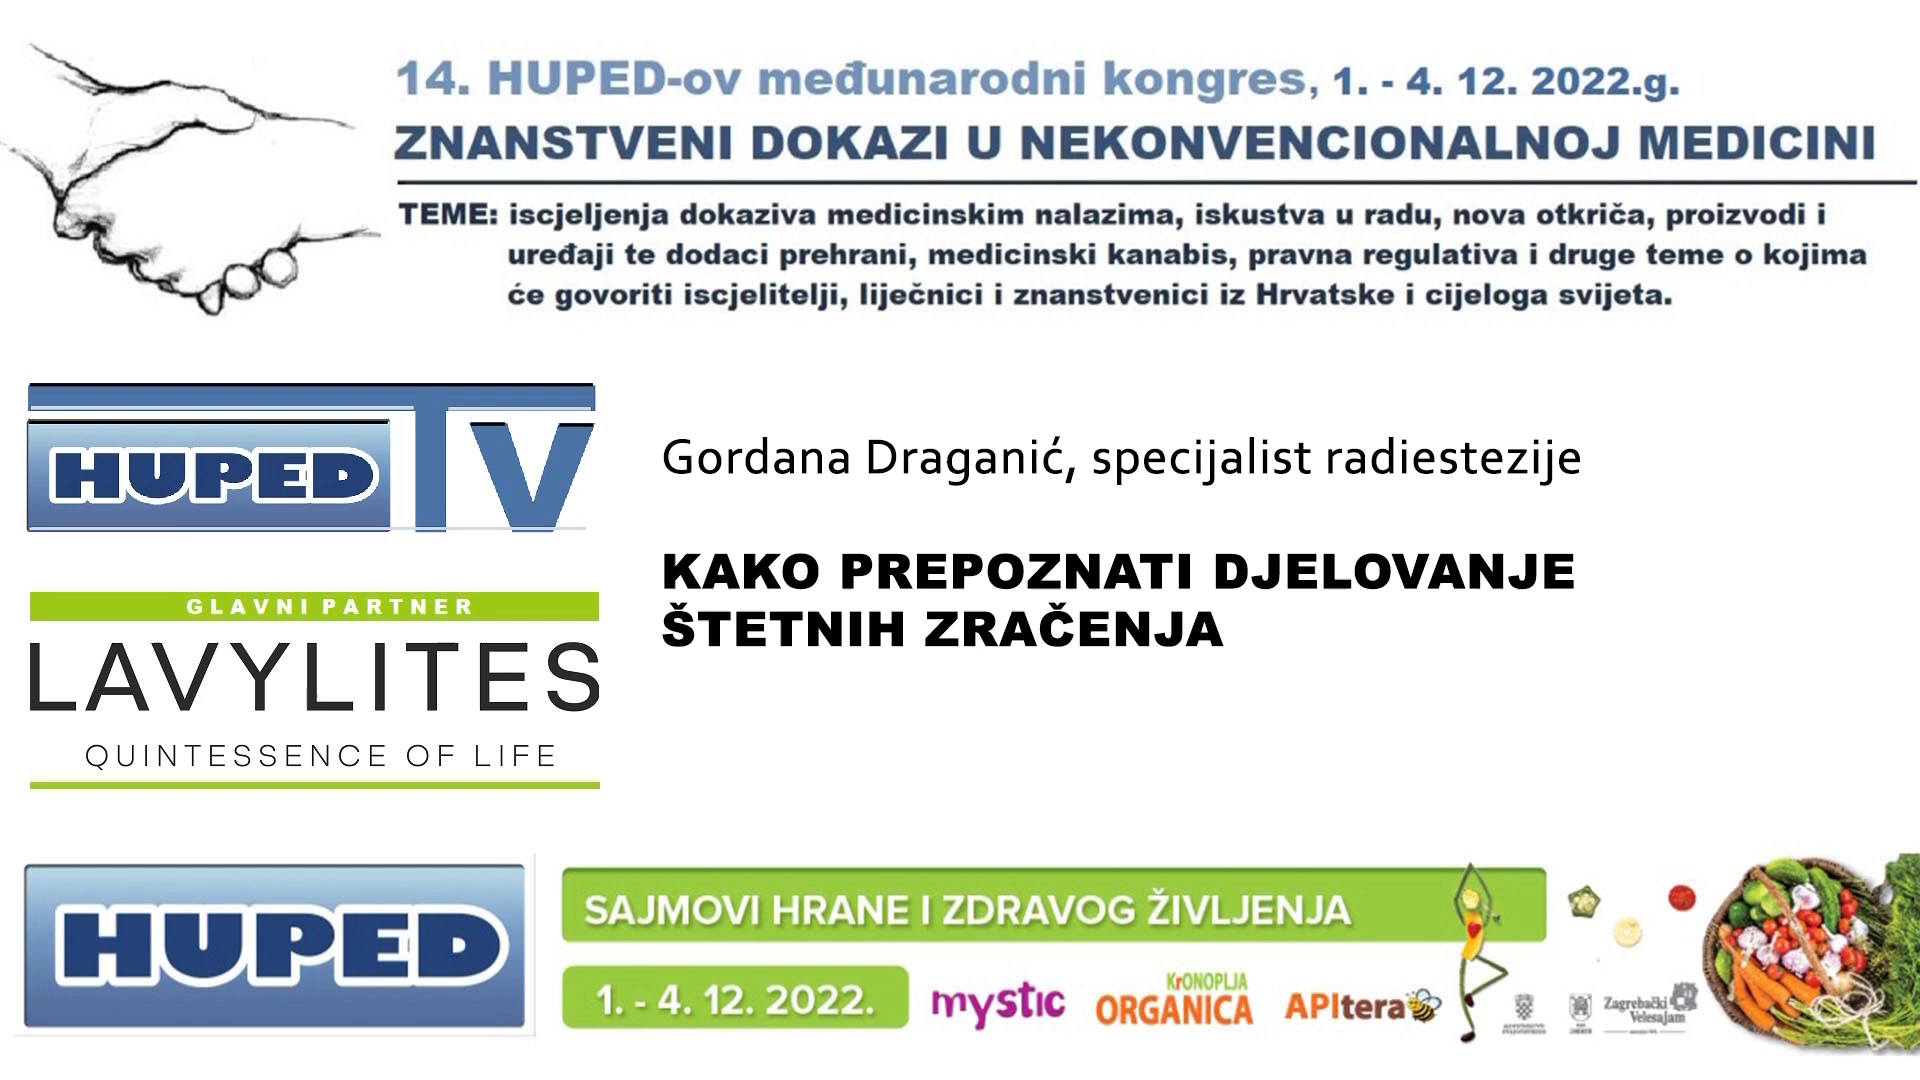 14. HUPED-ov međunarodni kongres, 1. - 4. 12. 2022.g.
ZNANSTVENI DOKAZI U NEKONVENCIONALNOJ MEDICINI
TEME: iscjeljenja dokaziva medicinskim nalazima, iskustva u radu, nova otkriča, proizvodi i
uređaji te dodaci prehrani, medicinski kanabis, pravna regulativa i druge teme o kojima
će govoriti iscjelitelji, liječnici i znanstvenici iz Hrvatske i cijeloga svijeta.
HUPED TV
Gordana Draganić, specijalist radiestezije
KAKO PREPOZNATI DJELOVANJE
ŠTETNIH ZRAČENJA
GLAVNI PARTNER
LAVYLITES
QUINTESSENCE OF LIFE
HUPED
SAJMOVI HRANE I ZDRAVOG ŽIVLJENJA
1. - 4. 12. 2022.
mystic
KrONOPLJA
ORGANICA
APItera
Zagrebački
Velesajam